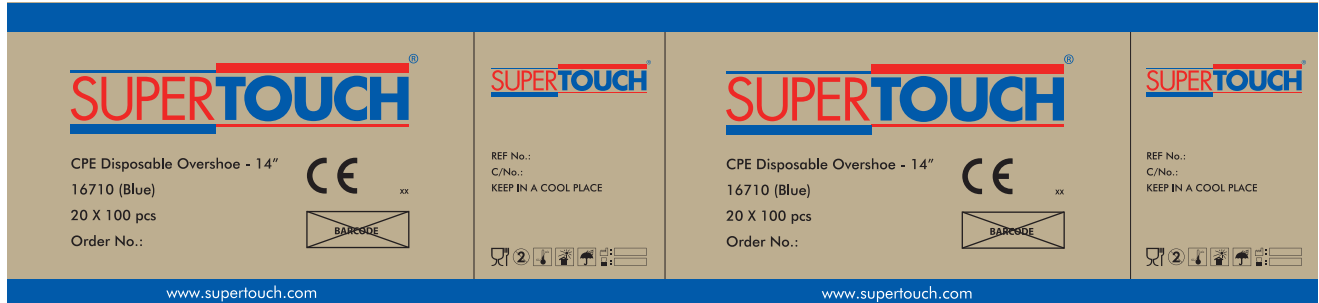 SUPERTOUCH®
CPE Disposable Overshoe - 14”
16710 (Blue)
20 X 100 pcs
Order No.:
CE
xx
BARCODE
www.supertouch.com
SUPERTOUCH®
REF No.:
C/No.:
KEEP IN A COOL PLACE
2
SUPERTOUCH®
CPE Disposable Overshoe - 14”
16710 (Blue)
20 X 100 pcs
Order No.:
CE
xx
BARCODE
www.supertouch.com
SUPERTOUCH®
REF No.:
C/No.:
KEEP IN A COOL PLACE
2